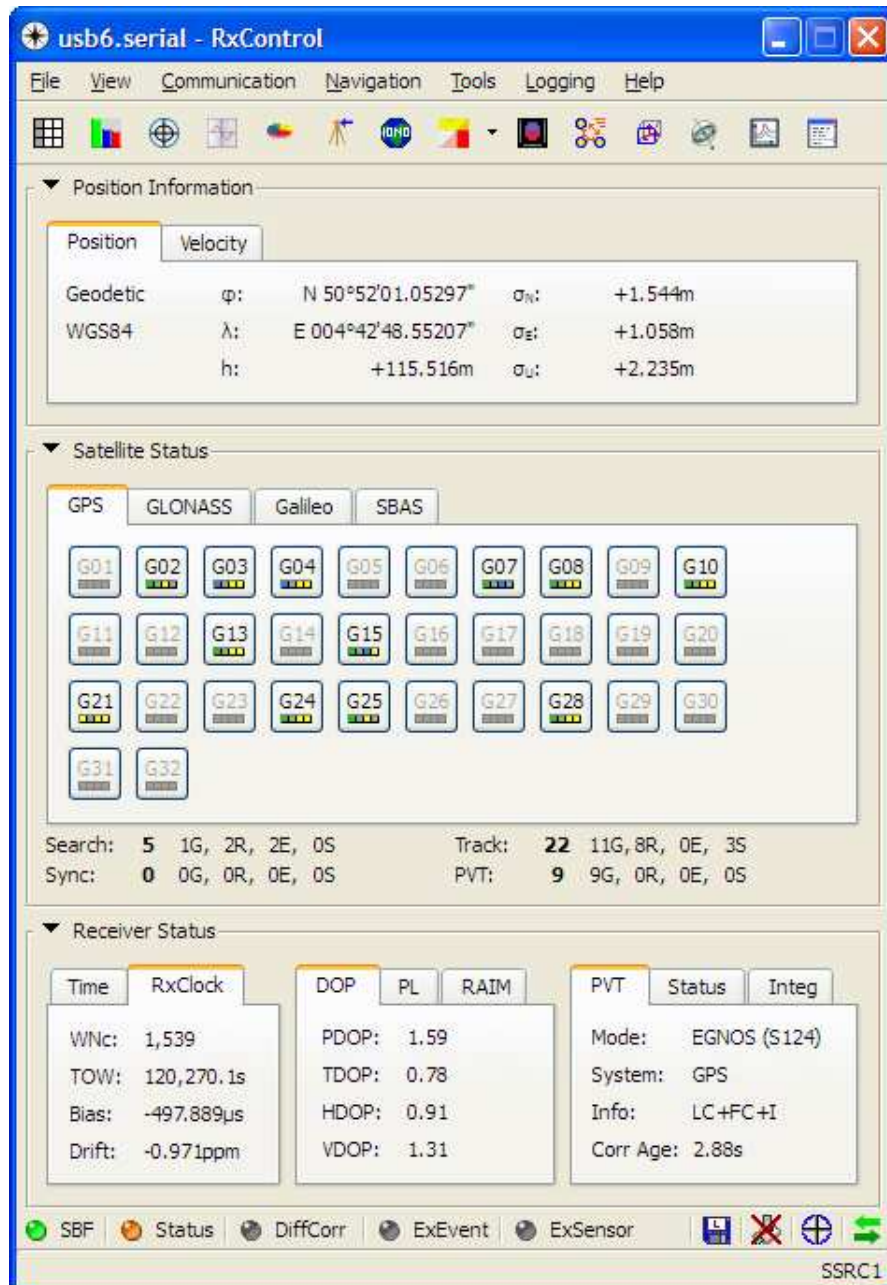 usb6.serial - RxControl
File View Communication Navigation Tools Logging Help
IONO
Position Information
Position Velocity
Geodetic φ: N 50°52'01.05297" σN: +1.544m
WGS84 λ: E 004°42'48.55207" σE: +1.058m
h: +115.516m σU: +2.235m
Satellite Status
GPS GLONASS Galileo SBAS
G01 G02 G03 G04 G05 G06 G07 G08 G09 G10
G11 G12 G13 G14 G15 G16 G17 G18 G19 G20
G21 G22 G23 G24 G25 G26 G27 G28 G29 G30
G31 G32
Search: 5 1G, 2R, 2E, 0S Track: 22 11G, 8R, 0E, 3S
Sync: 0 0G, 0R, 0E, 0S PVT: 9 9G, 0R, 0E, 0S
Receiver Status
Time RxClock DOP PL RAIM PVT Status Integ
WNc: 1,539 PDOP: 1.59 Mode: EGNOS (S124)
TOW: 120,270.1s TDOP: 0.78 System: GPS
Bias: -497.889µs HDOP: 0.91 Info: LC+FC+I
Drift: -0.971ppm VDOP: 1.31 Corr Age: 2.88s
SBF Status DiffCorr ExEvent ExSensor L
SSRC1